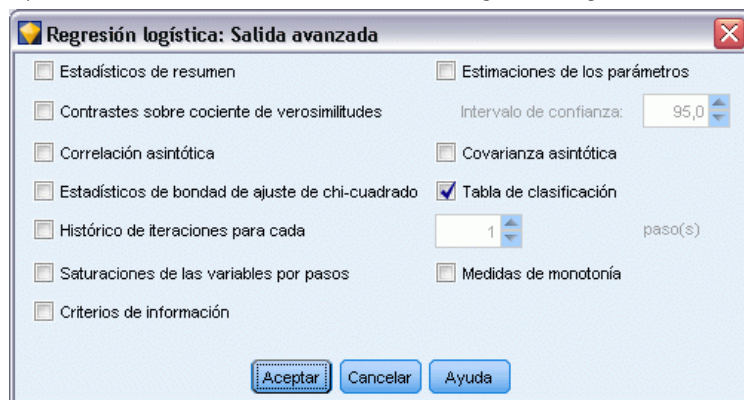 Regresión logística: Salida avanzada
Estadísticos de resumen
Estimaciones de los parámetros
Contrastes sobre cociente de verosimilitudes
Intervalo de confianza: 95,0
Correlación asintótica
Covarianza asintótica
Estadísticos de bondad de ajuste de chi-cuadrado
Tabla de clasificación
Histórico de iteraciones para cada
1 paso(s)
Saturaciones de las variables por pasos
Medidas de monotonía
Criterios de información
Aceptar Cancelar Ayuda